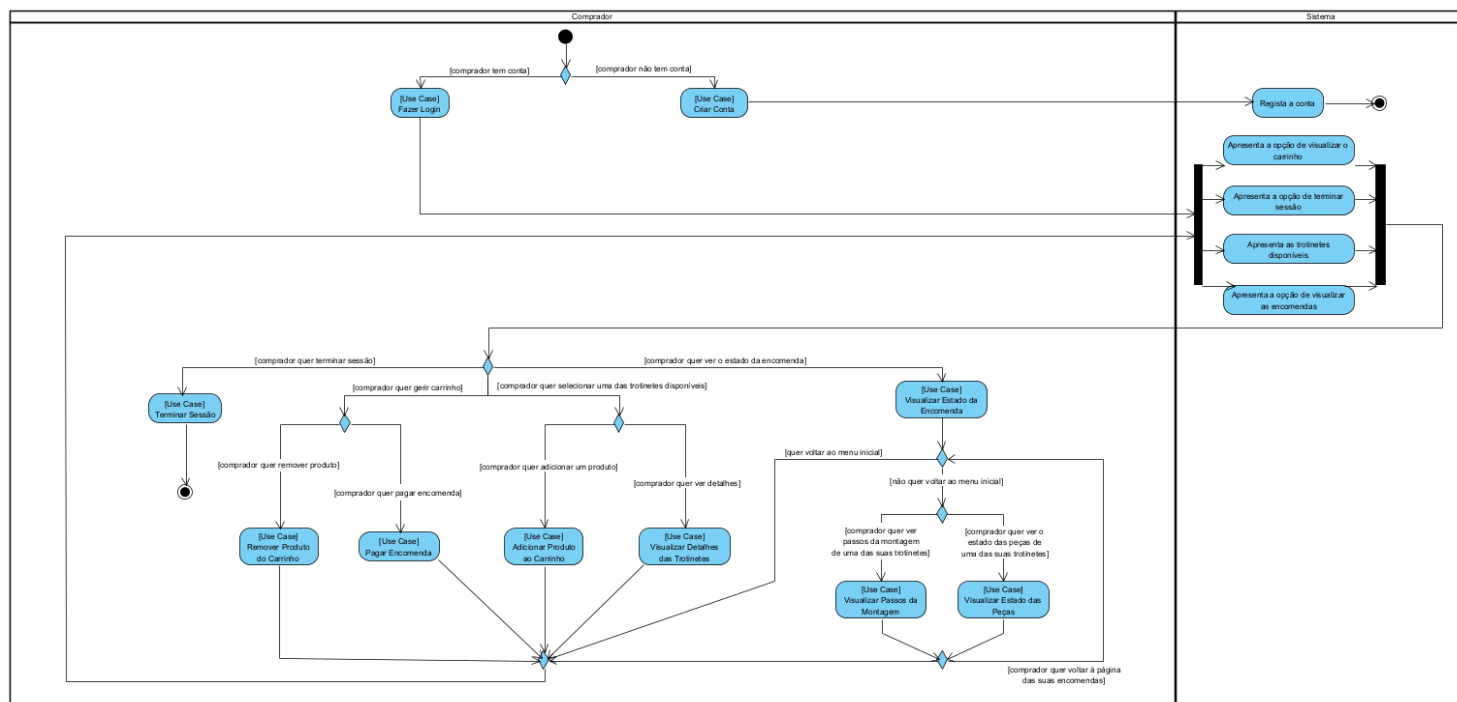 Comprador
Sistema
[comprador tem conta]
[comprador não tem conta]
[Use Case]
Fazer Login
[Use Case]
Criar Conta
Regista a conta
Apresenta a opção de visualizar o
carrinho
Apresenta a opção de terminar
sessão
Apresenta as trotinetes
disponíveis
Apresenta a opção de visualizar
as encomendas
[comprador quer terminar sessão]
[comprador quer ver o estado da encomenda]
[comprador quer gerir carrinho]
[comprador quer selecionar uma das trotinetes disponíveis]
[Use Case]
Terminar Sessão
[Use Case]
Visualizar Estado da
Encomenda
[comprador quer remover produto]
[comprador quer pagar encomenda]
[comprador quer adicionar um produto]
[comprador quer ver detalhes]
[quer voltar ao menu inicial]
[não quer voltar ao menu inicial]
[Use Case]
Remover Produto
do Carrinho
[Use Case]
Pagar Encomenda
[Use Case]
Adicionar Produto
ao Carrinho
[Use Case]
Visualizar Detalhes
das Trotinetes
[comprador quer ver
passos da montagem
de uma das suas trotinetes]
[comprador quer ver o
estado das peças de
uma das suas trotinetes]
[Use Case]
Visualizar Passos da
Montagem
[Use Case]
Visualizar Estado das
Peças
[comprador quer voltar à página
das suas encomendas]